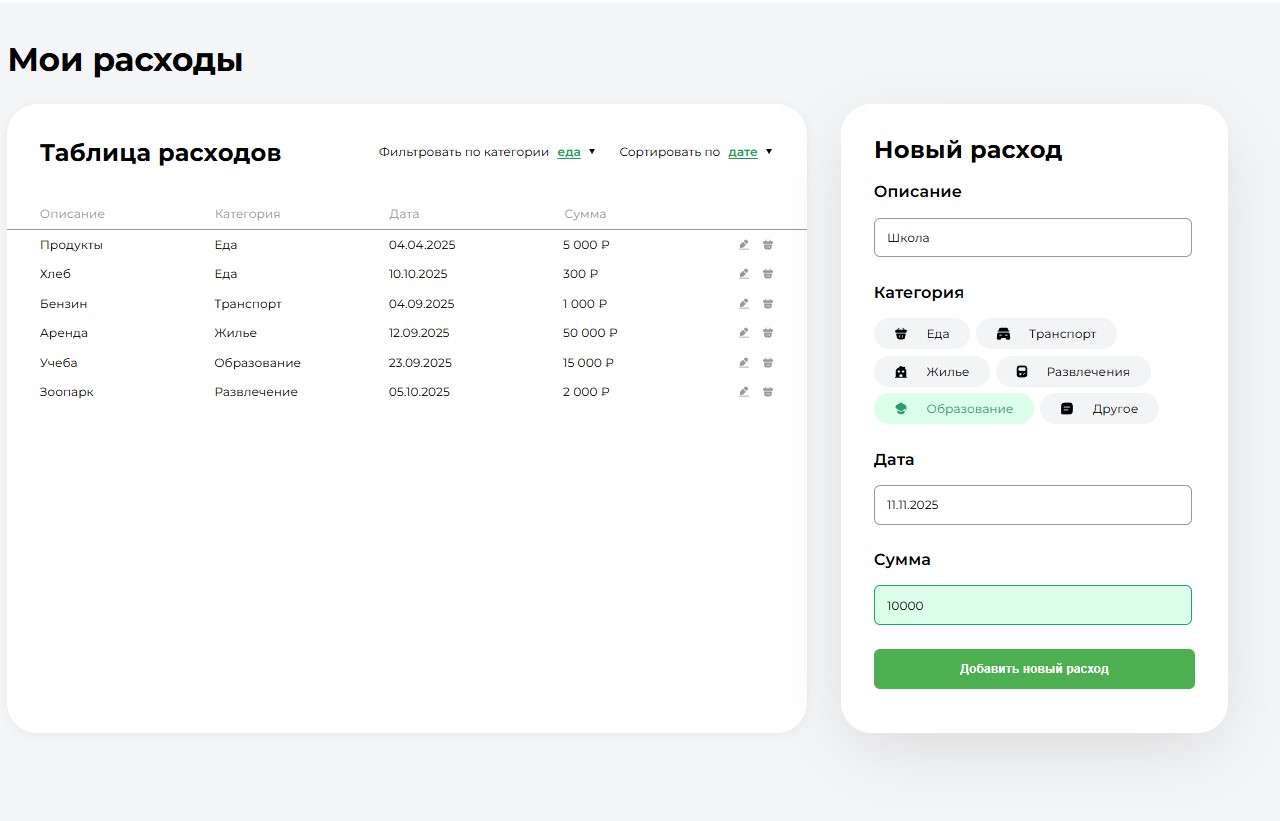 Мои расходы
Таблица расходов Фильтровать по категории еда ▼ Сортировать по дате ▼
Описание Категория Дата Сумма
Продукты Еда 04.04.2025 5 000 ₽
Хлеб Еда 10.10.2025 300 ₽
Бензин Транспорт 04.09.2025 1 000 ₽
Аренда Жилье 12.09.2025 50 000 ₽
Учеба Образование 23.09.2025 15 000 ₽
Зоопарк Развлечение 05.10.2025 2 000 ₽
Новый расход
Описание
Школа
Категория
Еда Транспорт
Жилье Развлечения
Образование Другое
Дата
11.11.2025
Сумма
10000
Добавить новый расход